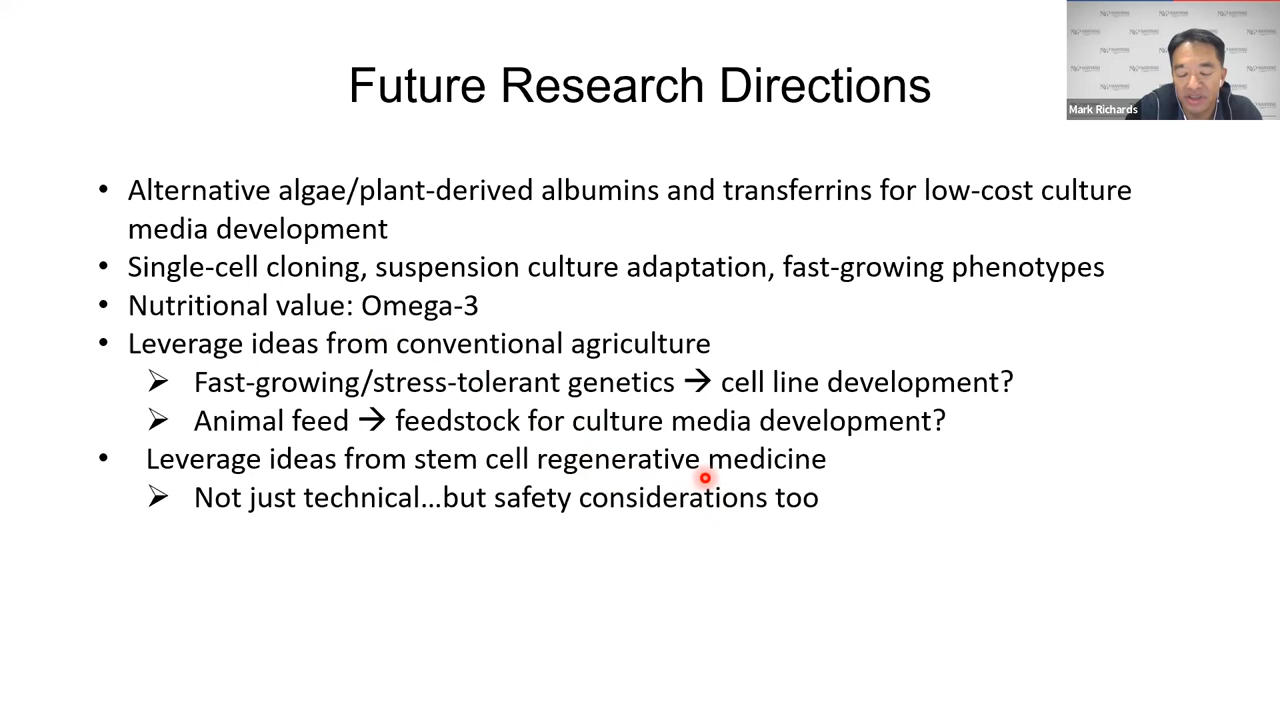 Future Research Directions
Mark Richards
• Alternative algae/plant-derived albumins and transferrins for low-cost culture
media development
• Single-cell cloning, suspension culture adaptation, fast-growing phenotypes
• Nutritional value: Omega-3
• Leverage ideas from conventional agriculture
➢ Fast-growing/stress-tolerant genetics → cell line development?
➢ Animal feed → feedstock for culture media development?
• Leverage ideas from stem cell regenerative medicine
➢ Not just technical…but safety considerations too